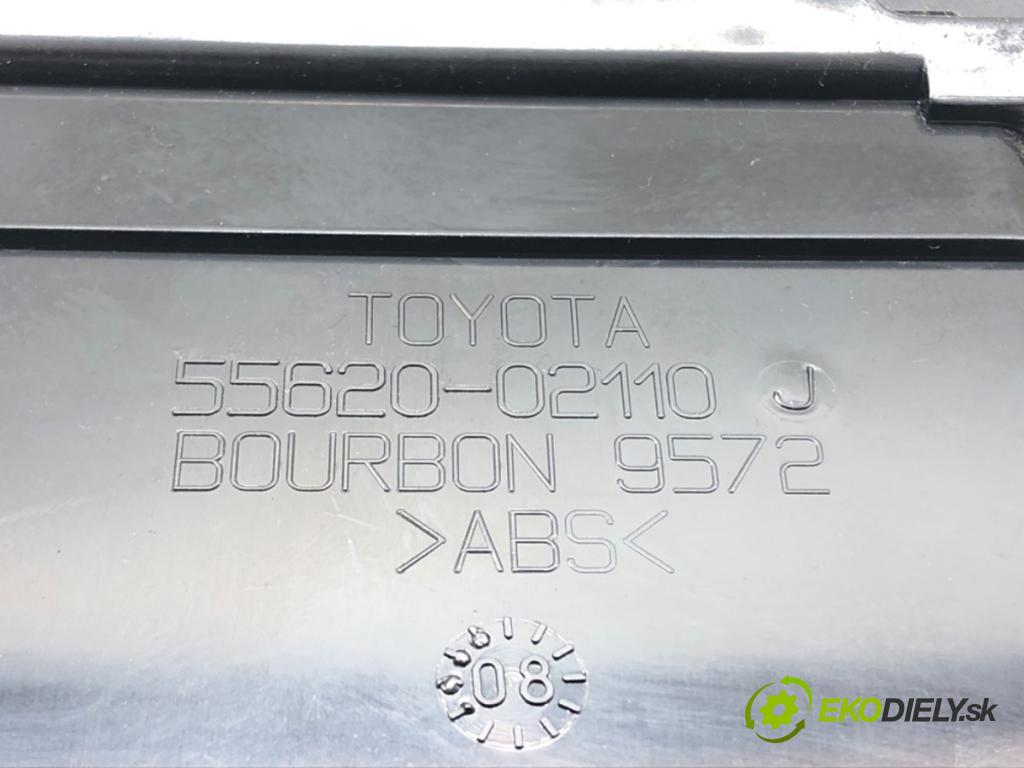 TOYOTA
55620-02110 J
BOURBON 9572
>ABS<
08
EKODIELY.sk